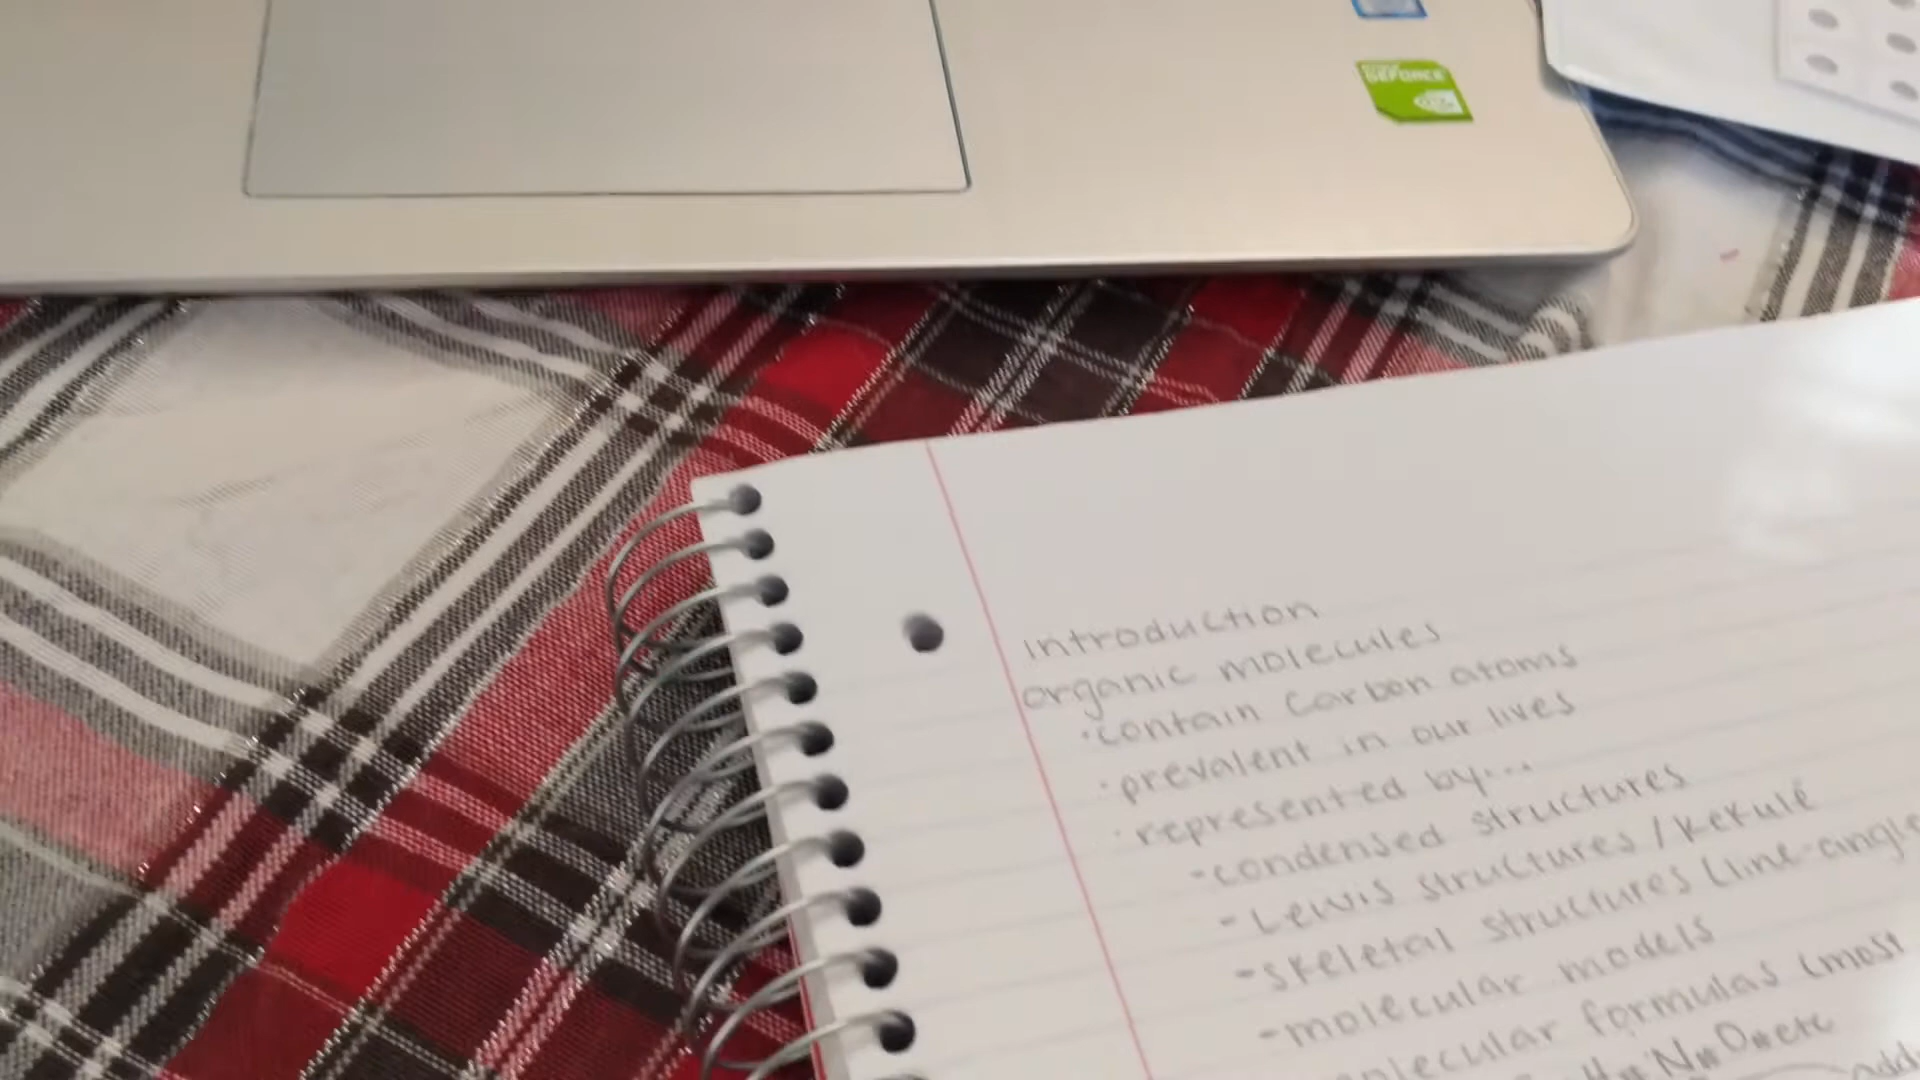 GEFORCE
Introduction
organic molecules
·contain carbon atoms
·prevalent in our lives
·represented by...
-condensed structures
-Lewis structures/Kekulé
-skeletal structures (line-angle
-molecular models
molecular formulas (most